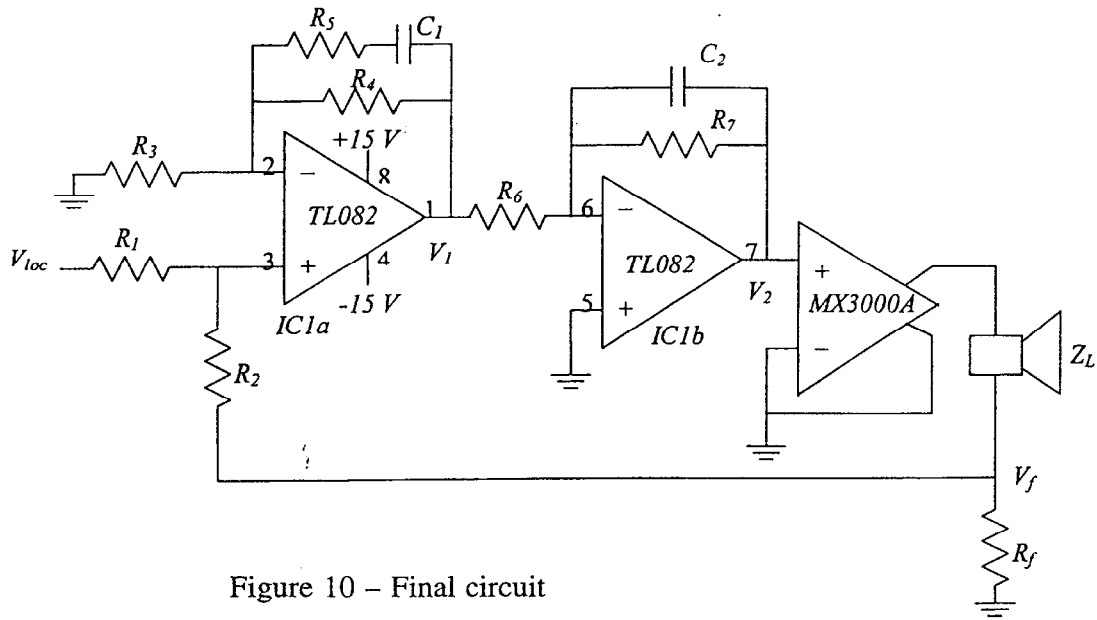 R5
C1
C2
R4
R7
R3
+15 V
2
−
8
R6
6
−
TL082
1
R1
Vloc
3
+
4
V1
TL082
7
+
MX3000A
-15 V
5
+
V2
IC1a
IC1b
−
ZL
R2
Vf
Rf
Figure 10 – Final circuit